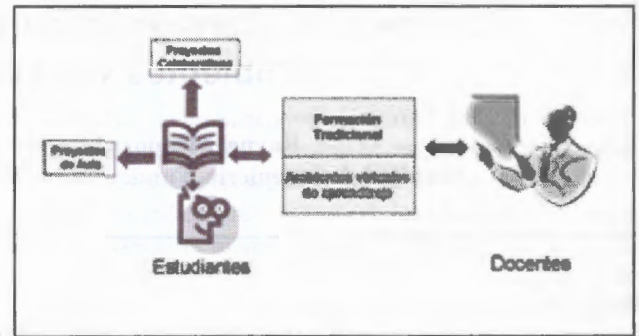 Proyectos
Colaborativos
Proyectos
de Aula
Formación
Tradicional
Ambientes virtuales
de aprendizaje
Estudiantes
Docentes